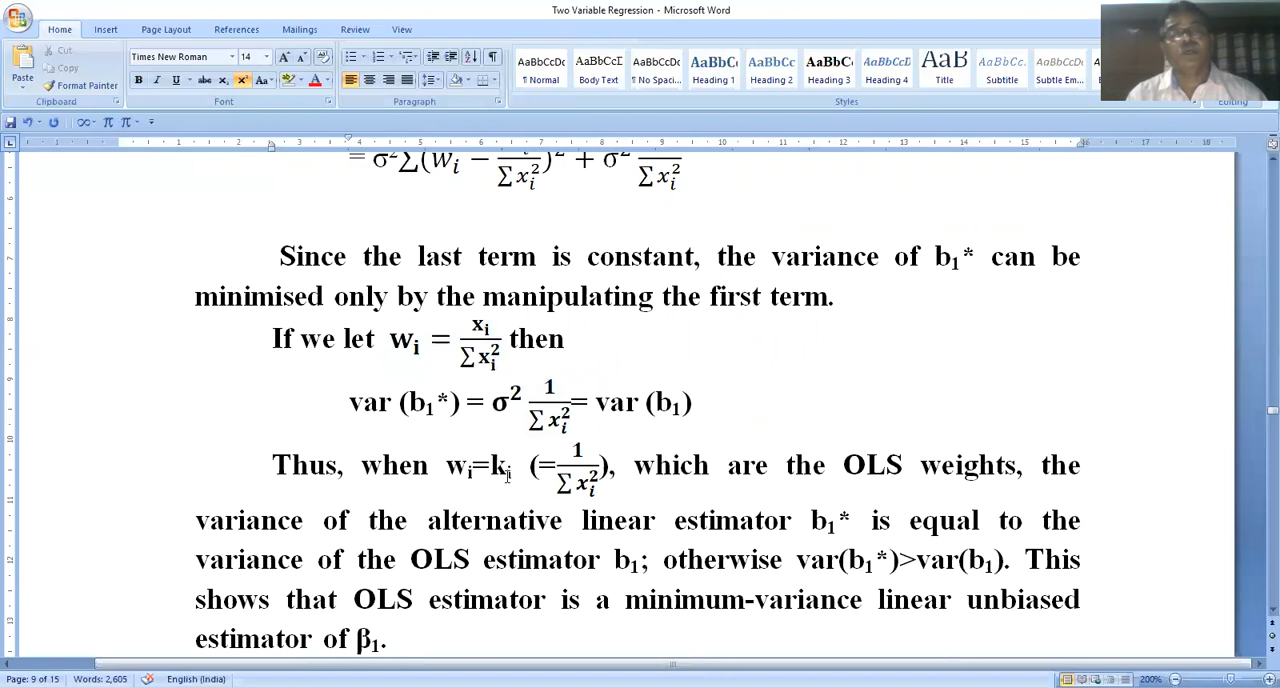 Two Variable Regression - Microsoft Word
Home Insert Page Layout References Mailings Review View
Paste
Cut
Copy
Format Painter
Clipboard
Times New Roman 14
Font
Paragraph
AaBbCcDc AaBbCcI AaBbCcDc AaBbC AaBbCc AaBbC AaBbCcD AaB AaBbCc. AaBbCcDc
¶ Normal Body Text ¶ No Spaci... Heading 1 Heading 2 Heading 3 Heading 4 Title Subtitle Subtle Em...
Styles
Editing
= σ²∑(Wᵢ − / ∑xᵢ²)² + σ² / ∑xᵢ²
Since the last term is constant, the variance of b₁* can be
minimised only by the manipulating the first term.
If we let wᵢ = xᵢ / ∑xᵢ² then
var (b₁*) = σ² 1 / ∑xᵢ² = var (b₁)
Thus, when wᵢ=kᵢ (= 1 / ∑xᵢ²), which are the OLS weights, the
variance of the alternative linear estimator b₁* is equal to the
variance of the OLS estimator b₁; otherwise var(b₁*)>var(b₁). This
shows that OLS estimator is a minimum-variance linear unbiased
estimator of β₁.
Page: 9 of 15 Words: 2,605 English (India) 200%